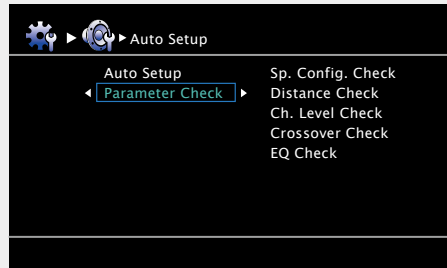 Auto Setup
Auto Setup
Parameter Check
Sp. Config. Check
Distance Check
Ch. Level Check
Crossover Check
EQ Check